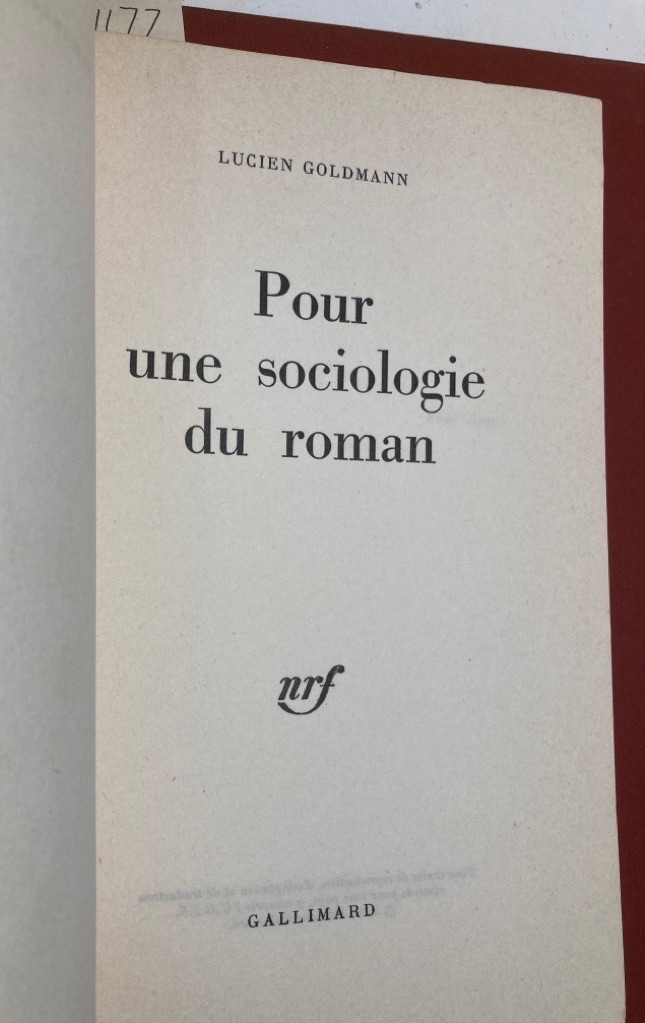 1177
LUCIEN GOLDMANN
Pour
une sociologie
du roman
nrf
GALLIMARD